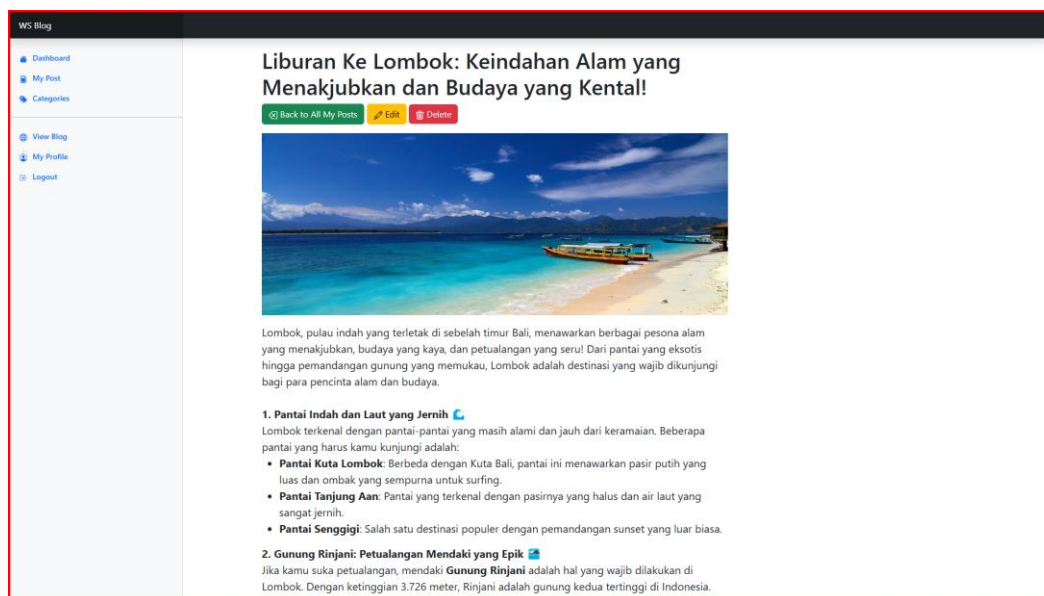 WS Blog
Dashboard
My Post
Categories
View Blog
My Profile
Logout
Liburan Ke Lombok: Keindahan Alam yang
Menakjubkan dan Budaya yang Kental!
Back to All My Posts
Edit
Delete
Lombok, pulau indah yang terletak di sebelah timur Bali, menawarkan berbagai pesona alam
yang menakjubkan, budaya yang kaya, dan petualangan yang seru! Dari pantai yang eksotis
hingga pemandangan gunung yang memukau, Lombok adalah destinasi yang wajib dikunjungi
bagi para pencinta alam dan budaya.
1. Pantai Indah dan Laut yang Jernih 🌊
Lombok terkenal dengan pantai-pantai yang masih alami dan jauh dari keramaian. Beberapa
pantai yang harus kamu kunjungi adalah:
• Pantai Kuta Lombok: Berbeda dengan Kuta Bali, pantai ini menawarkan pasir putih yang
luas dan ombak yang sempurna untuk surfing.
• Pantai Tanjung Aan: Pantai yang terkenal dengan pasirnya yang halus dan air laut yang
sangat jernih.
• Pantai Senggigi: Salah satu destinasi populer dengan pemandangan sunset yang luar biasa.
2. Gunung Rinjani: Petualangan Mendaki yang Epik 🌋
Jika kamu suka petualangan, mendaki Gunung Rinjani adalah hal yang wajib dilakukan di
Lombok. Dengan ketinggian 3.726 meter, Rinjani adalah gunung kedua tertinggi di Indonesia.